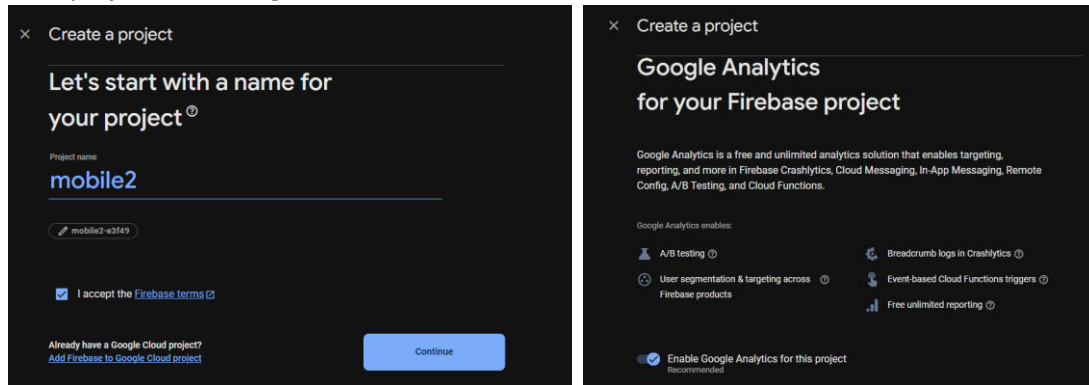 Create a project
Let's start with a name for
your project
Project name
mobile2
mobile2-e3f49
I accept the Firebase terms
Already have a Google Cloud project?
Add Firebase to Google Cloud project
Continue
Create a project
Google Analytics
for your Firebase project
Google Analytics is a free and unlimited analytics solution that enables targeting,
reporting, and more in Firebase Crashlytics, Cloud Messaging, In-App Messaging, Remote
Config, A/B Testing, and Cloud Functions.
Google Analytics enables:
A/B testing
User segmentation & targeting across
Firebase products
Breadcrumb logs in Crashlytics
Event-based Cloud Functions triggers
Free unlimited reporting
Enable Google Analytics for this project
Recommended